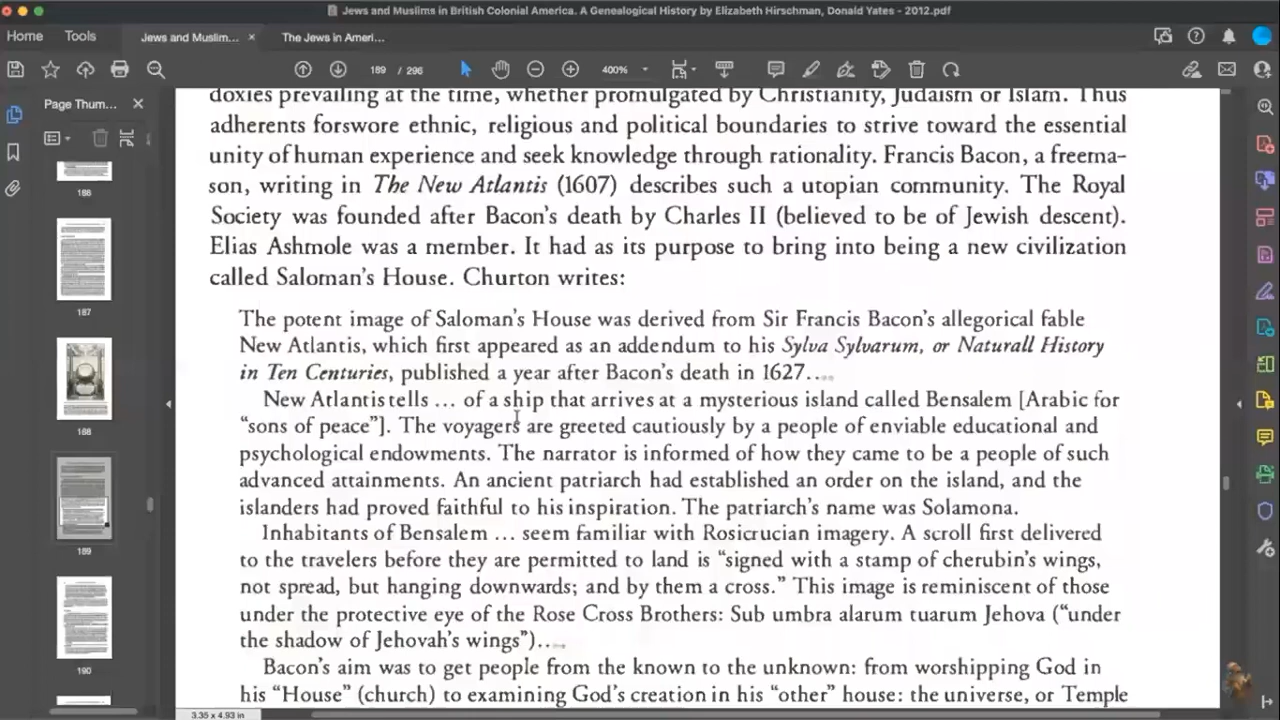 Jews and Muslims in British Colonial America. A Genealogical History by Elizabeth Hirschman, Donald Yates - 2012.pdf
Home Tools Jews and Muslim... × The Jews in Ameri...
189 / 296 400%
Page Thum... ×
186
187
188
189
190
doxies prevailing at the time, whether promulgated by Christianity, Judaism or Islam. Thus
adherents forswore ethnic, religious and political boundaries to strive toward the essential
unity of human experience and seek knowledge through rationality. Francis Bacon, a freema-
son, writing in The New Atlantis (1607) describes such a utopian community. The Royal
Society was founded after Bacon's death by Charles II (believed to be of Jewish descent).
Elias Ashmole was a member. It had as its purpose to bring into being a new civilization
called Saloman's House. Churton writes:
The potent image of Saloman's House was derived from Sir Francis Bacon's allegorical fable
New Atlantis, which first appeared as an addendum to his Sylva Sylvarum, or Naturall History
in Ten Centuries, published a year after Bacon's death in 1627....
New Atlantis tells ... of a ship that arrives at a mysterious island called Bensalem [Arabic for
"sons of peace"]. The voyagers are greeted cautiously by a people of enviable educational and
psychological endowments. The narrator is informed of how they came to be a people of such
advanced attainments. An ancient patriarch had established an order on the island, and the
islanders had proved faithful to his inspiration. The patriarch's name was Solamona.
Inhabitants of Bensalem ... seem familiar with Rosicrucian imagery. A scroll first delivered
to the travelers before they are permitted to land is "signed with a stamp of cherubin's wings,
not spread, but hanging downwards; and by them a cross." This image is reminiscent of those
under the protective eye of the Rose Cross Brothers: Sub umbra alarum tuarum Jehova ("under
the shadow of Jehovah's wings")....
Bacon's aim was to get people from the known to the unknown: from worshipping God in
his "House" (church) to examining God's creation in his "other" house: the universe, or Temple
3.35 x 4.93 in